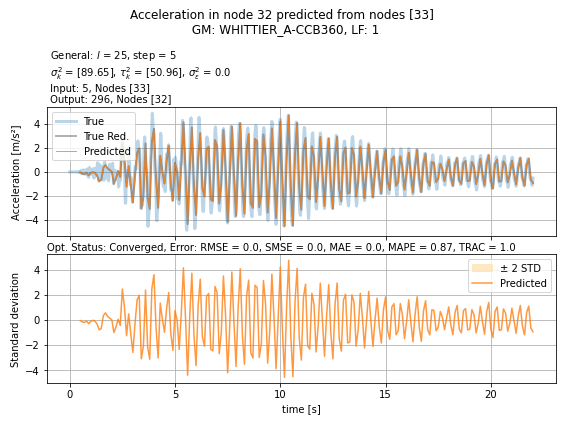 Acceleration in node 32 predicted from nodes [33]
GM: WHITTIER_A-CCB360, LF: 1
General: l = 25, step = 5
σ²ₖ = [89.65], τ²ₖ = [50.96], σ²ε = 0.0
Input: 5, Nodes [33]
Output: 296, Nodes [32]
True
True Red.
Predicted
Acceleration [m/s²]
4
2
0
−2
−4
Opt. Status: Converged, Error: RMSE = 0.0, SMSE = 0.0, MAE = 0.0, MAPE = 0.87, TRAC = 1.0
± 2 STD
Predicted
Standard deviation
4
2
0
−2
−4
0 5 10 15 20
time [s]